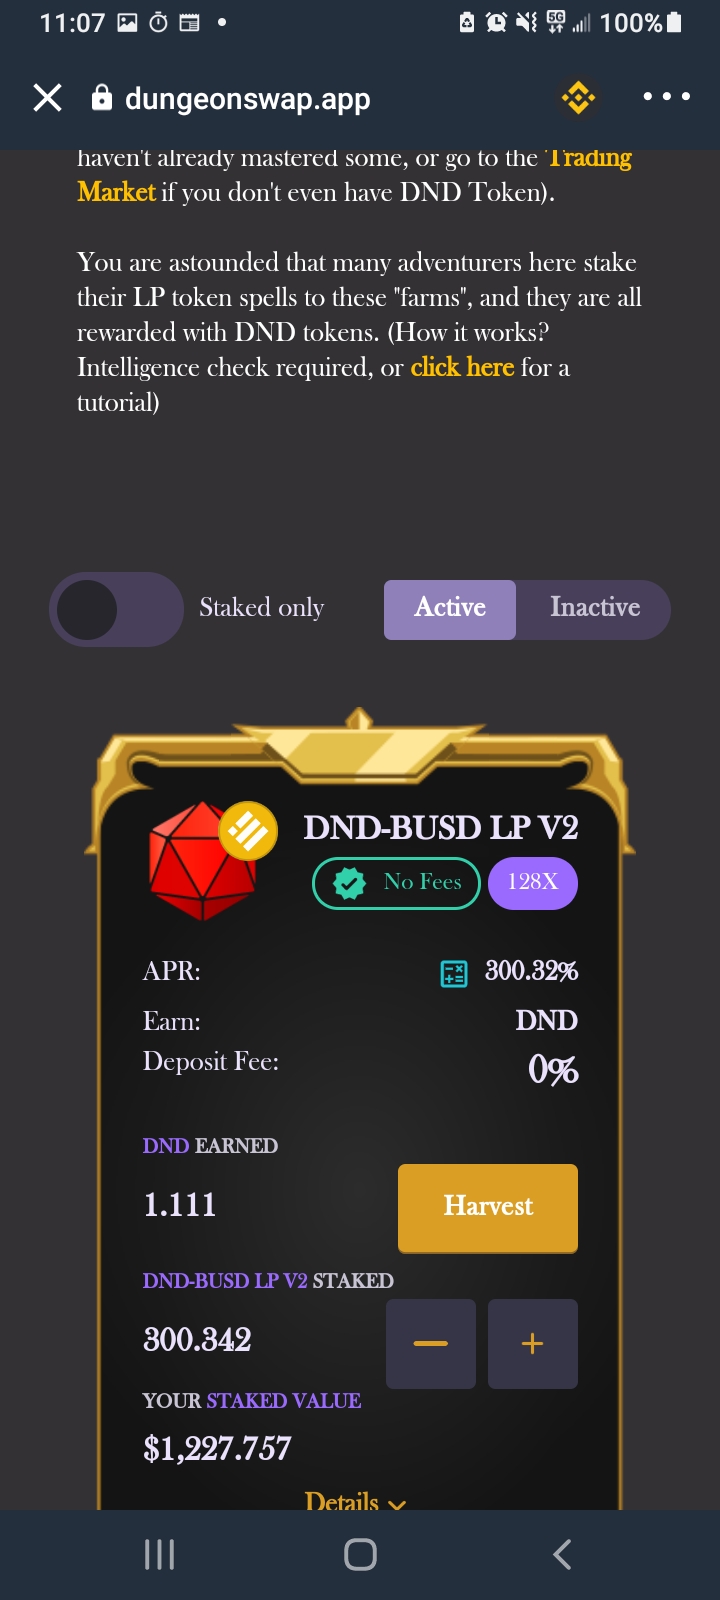 11:07
5G
100%
dungeonswap.app
haven't already mastered some, or go to the Trading
Market if you don't even have DND Token).
You are astounded that many adventurers here stake
their LP token spells to these "farms", and they are all
rewarded with DND tokens. (How it works?
Intelligence check required, or click here for a
tutorial)
Staked only
Active
Inactive
DND-BUSD LP V2
No Fees
128X
APR: 300.32%
Earn: DND
Deposit Fee: 0%
DND EARNED
1.111
Harvest
DND-BUSD LP V2 STAKED
300.342
YOUR STAKED VALUE
$1,227.757
Details